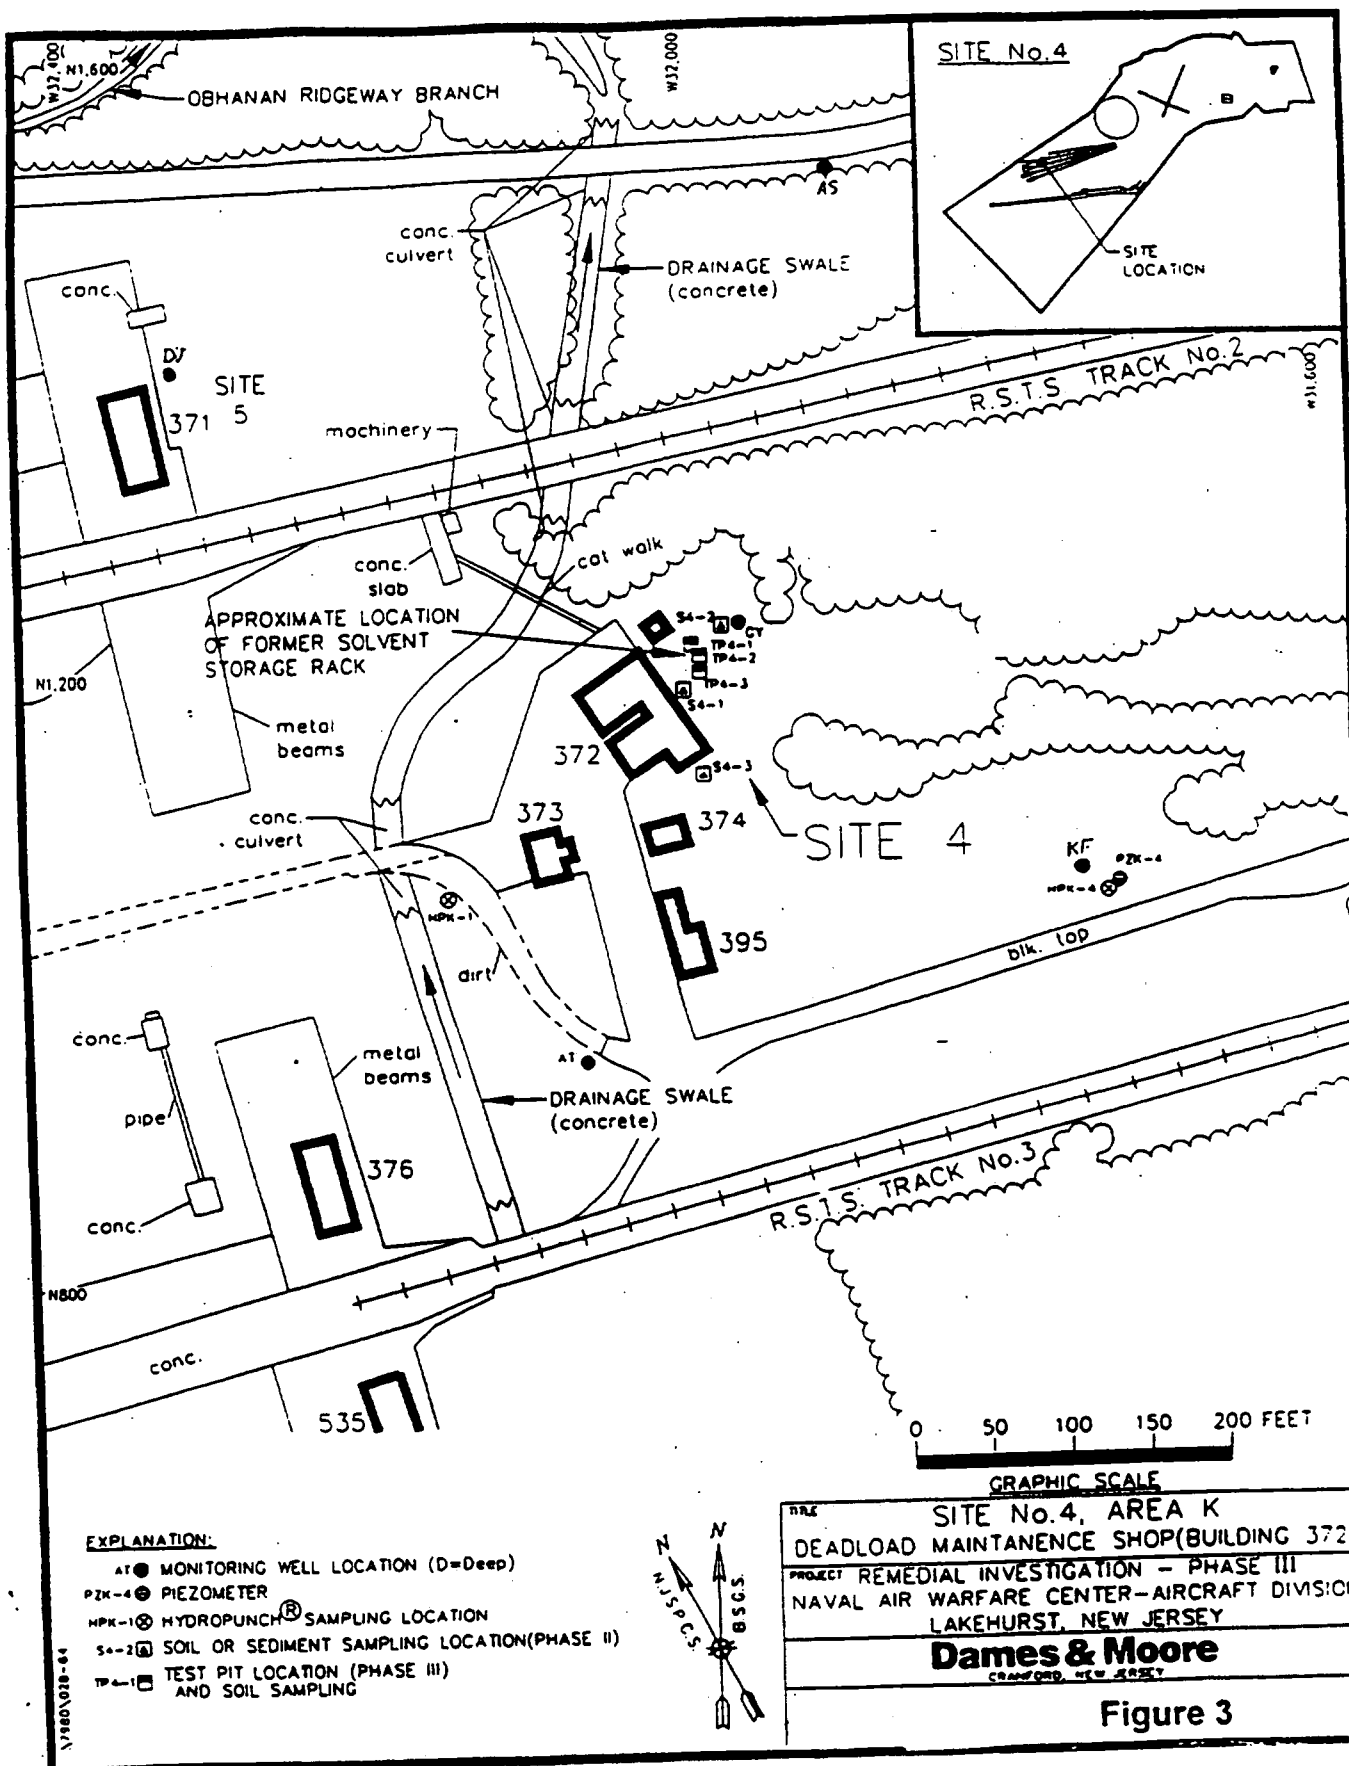 SITE No.4
W32,400
N1,600
OBHANAN RIDGEWAY BRANCH
W32,000
AS
SITE
LOCATION
conc.
culvert
DRAINAGE SWALE
(concrete)
conc.
SITE
5
371
R.S.T.S. TRACK No.2
W31,600
machinery
conc.
slab
cat walk
APPROXIMATE LOCATION
OF FORMER SOLVENT
STORAGE RACK
S4-2
CY
TP4-1
TP4-2
TP4-3
S4-1
N1,200
metal
beams
372
S4-3
conc.
culvert
373
374
SITE 4
KF
PZK-4
HPK-4
HPK-1
395
blk. top
dirt
conc.
pipe
conc.
metal
beams
AT
DRAINAGE SWALE
(concrete)
376
R.S.T.S. TRACK No.3
N800
conc.
535
0 50 100 150 200 FEET
GRAPHIC SCALE
EXPLANATION:
AT MONITORING WELL LOCATION (D=Deep)
PZK-4 PIEZOMETER
HPK-1 HYDROPUNCH® SAMPLING LOCATION
S4-2 SOIL OR SEDIMENT SAMPLING LOCATION(PHASE II)
TP4-1 TEST PIT LOCATION (PHASE III)
AND SOIL SAMPLING
N N
N.J.S.P.C.S.
B.S.G.S.
TITLE
SITE No.4, AREA K
DEADLOAD MAINTANENCE SHOP(BUILDING 372
PROJECT REMEDIAL INVESTIGATION - PHASE III
NAVAL AIR WARFARE CENTER-AIRCRAFT DIVISIO
LAKEHURST, NEW JERSEY
Dames & Moore
CRANFORD, NEW JERSEY
Figure 3